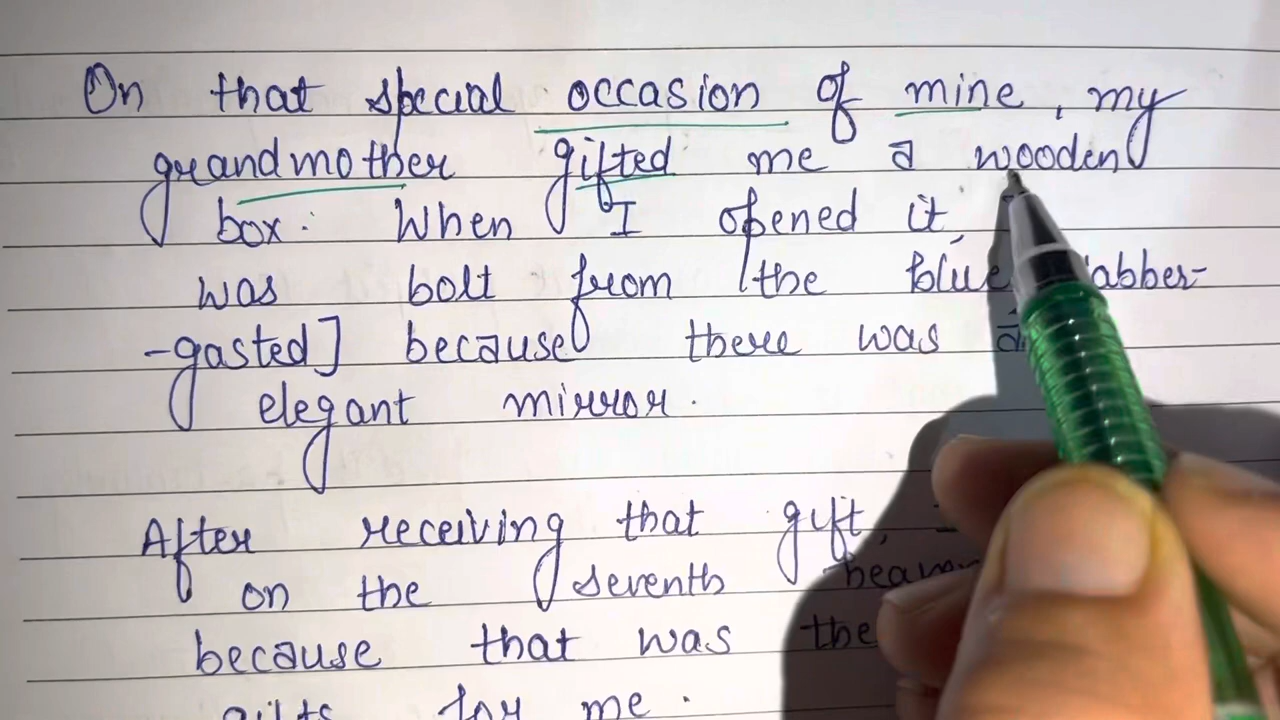 On that special occasion of mine, my
grandmother gifted me a wooden
box. When I opened it,
was bolt from the blue
-gasted] because there was
elegant mirror.
After receiving that gift,
on the seventh
because that was the
gifts for me.